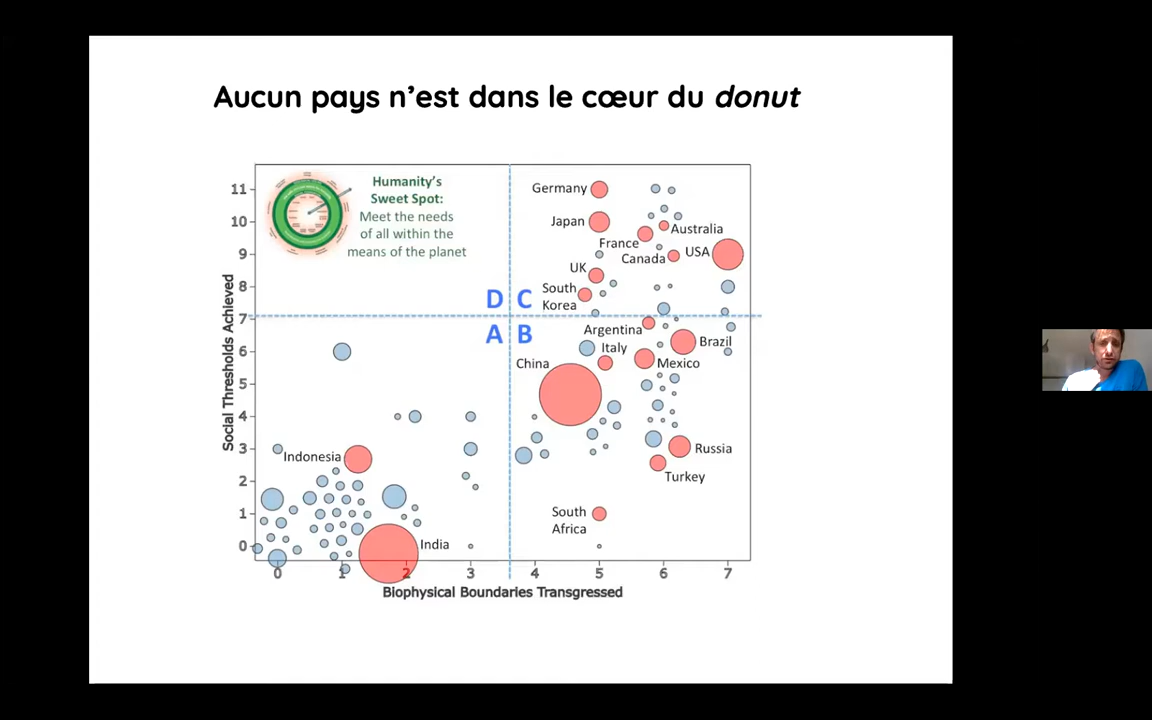 Aucun pays n'est dans le cœur du donut
Humanity's
Sweet Spot:
Meet the needs
of all within the
means of the planet
Social Thresholds Achieved
11
10
9
8
7
6
5
4
3
2
1
0
Germany
Japan
France
Australia
Canada
USA
UK
South
Korea
D
C
A
B
Argentina
Italy
Brazil
China
Mexico
Indonesia
Russia
Turkey
South
Africa
India
0
1
2
3
4
5
6
7
Biophysical Boundaries Transgressed